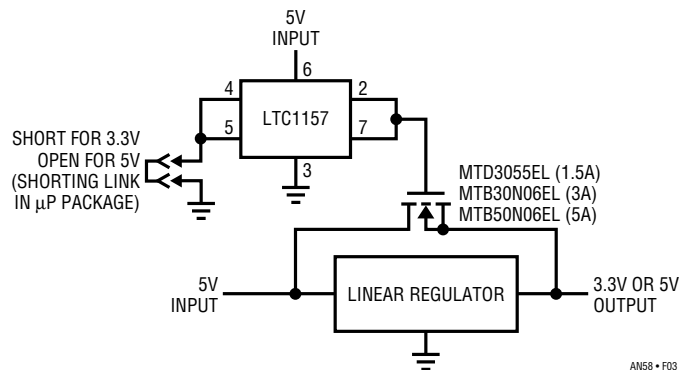 5V
INPUT
6
4
2
LTC1157
5
7
3
SHORT FOR 3.3V
OPEN FOR 5V
(SHORTING LINK
IN µP PACKAGE)
MTD3055EL (1.5A)
MTB30N06EL (3A)
MTB50N06EL (5A)
5V
INPUT
LINEAR REGULATOR
3.3V OR 5V
OUTPUT
AN58 • F03